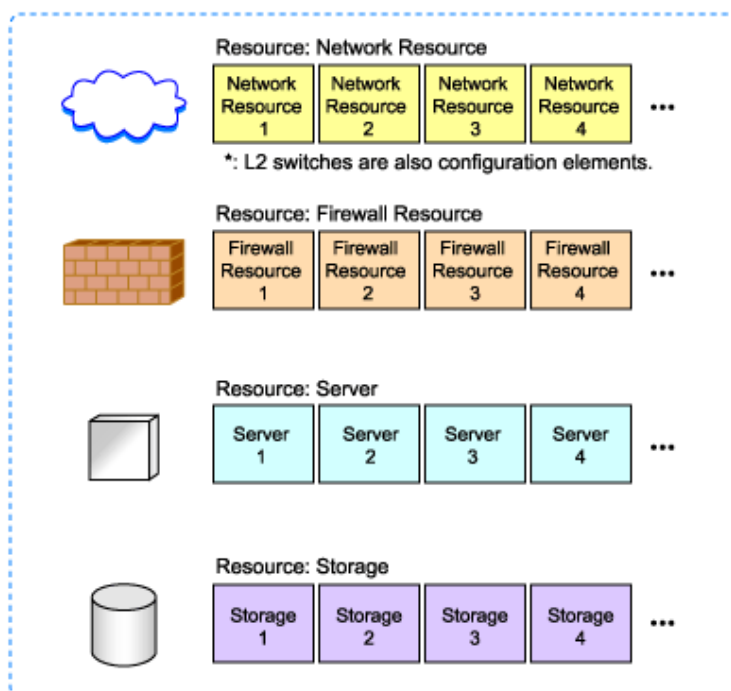 Resource: Network Resource
Network Resource 1
Network Resource 2
Network Resource 3
Network Resource 4
•••
*: L2 switches are also configuration elements.
Resource: Firewall Resource
Firewall Resource 1
Firewall Resource 2
Firewall Resource 3
Firewall Resource 4
•••
Resource: Server
Server 1
Server 2
Server 3
Server 4
•••
Resource: Storage
Storage 1
Storage 2
Storage 3
Storage 4
•••